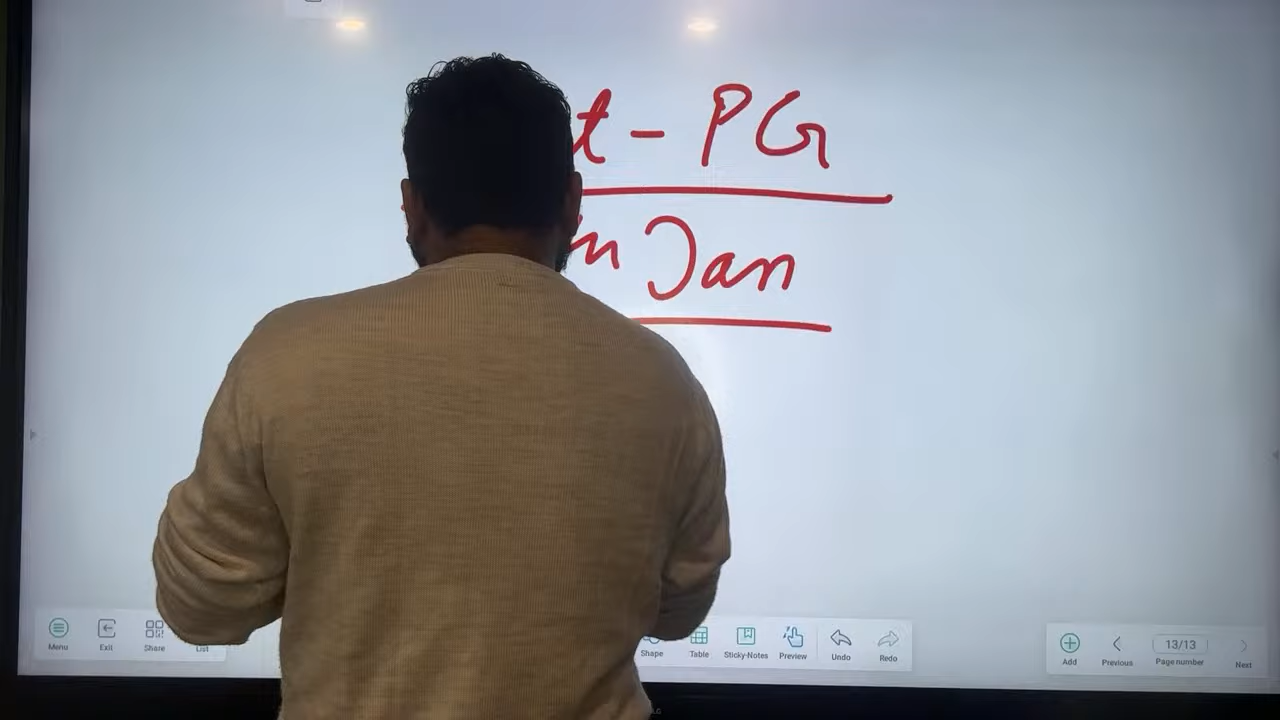 t - PG
in Jan
Menu
Exit
Share
List
Shape
Table
Sticky-Notes
Preview
Undo
Redo
Add
Previous
13/13
Page number
Next